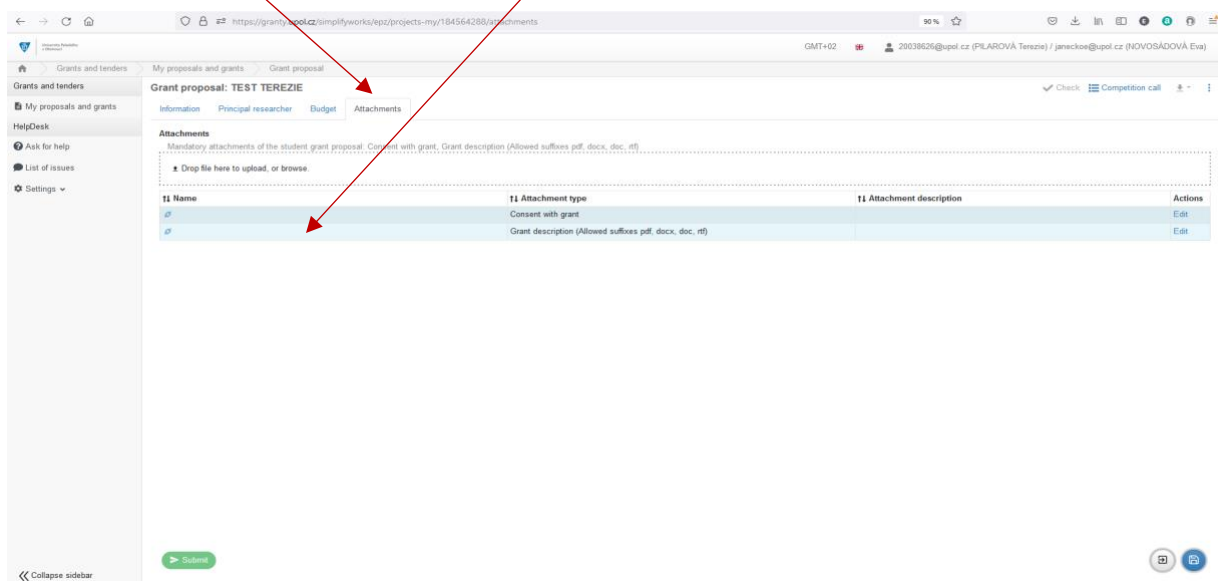 https://granty.upol.cz/simplifyworks/epz/projects-my/184564288/attachments
90 %
Univerzita Palackého
v Olomouci
GMT+02
20038626@upol.cz (PILAROVÁ Terezie) / janeckoe@upol.cz (NOVOSÁDOVÁ Eva)
Grants and tenders
My proposals and grants
Grant proposal
Grants and tenders
My proposals and grants
HelpDesk
Ask for help
List of issues
Settings
Grant proposal: TEST TEREZIE
Check
Competition call
Information
Principal researcher
Budget
Attachments
Attachments
Mandatory attachments of the student grant proposal: Consent with grant, Grant description (Allowed suffixes pdf, docx, doc, rtf)
Drop file here to upload, or browse.
Name
Attachment type
Attachment description
Actions
Consent with grant
Edit
Grant description (Allowed suffixes pdf, docx, doc, rtf)
Edit
Submit
Collapse sidebar